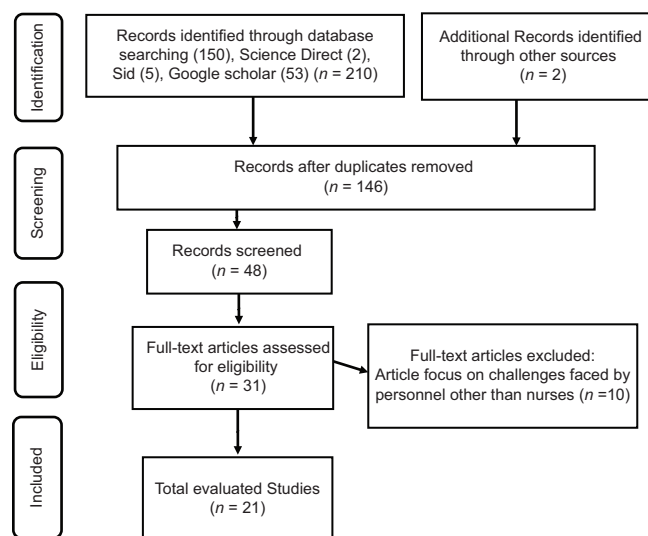 Identification
Records identified through database
searching (150), Science Direct (2),
Sid (5), Google scholar (53) (n = 210)
Additional Records identified
through other sources
(n = 2)
Screening
Records after duplicates removed
(n = 146)
Records screened
(n = 48)
Eligibility
Full-text articles assessed
for eligibility
(n = 31)
Full-text articles excluded:
Article focus on challenges faced by
personnel other than nurses (n =10)
Included
Total evaluated Studies
(n = 21)